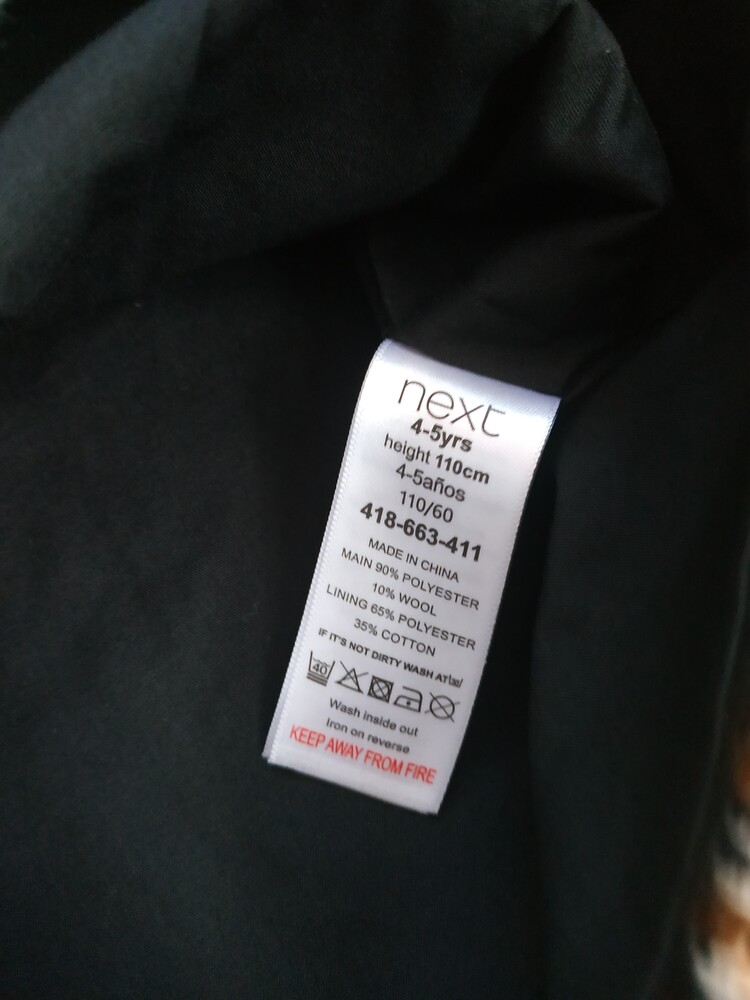 next
4-5yrs
height 110cm
4-5años
110/60
418-663-411
MADE IN CHINA
MAIN 90% POLYESTER
10% WOOL
LINING 65% POLYESTER
35% COTTON
IF IT'S NOT DIRTY WASH AT 30
40
Wash inside out
Iron on reverse
KEEP AWAY FROM FIRE